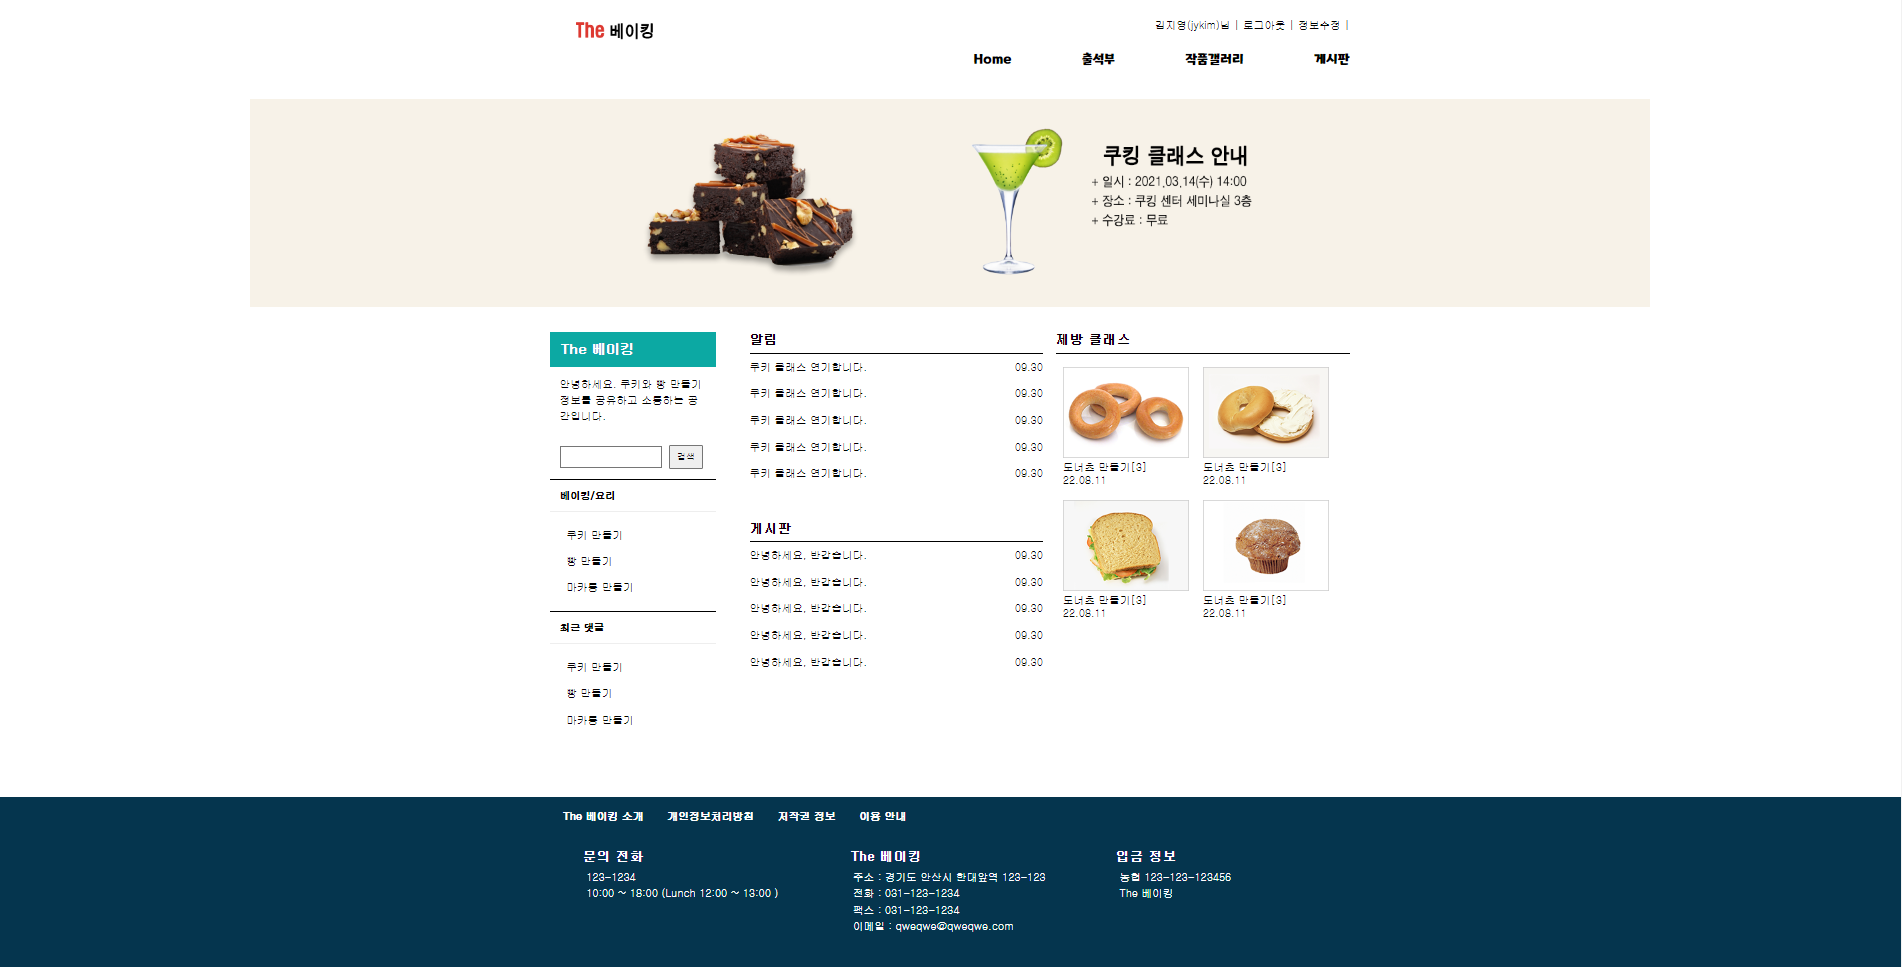 The 베이킹
김지영(jykim)님 | 로그아웃 | 정보수정 |
Home 출석부 작품갤러리 게시판
쿠킹 클래스 안내
+ 일시 : 2021.03.14(수) 14:00
+ 장소 : 쿠킹 센터 세미나실 3층
+ 수강료 : 무료
The 베이킹
안녕하세요. 쿠키와 빵 만들기
정보를 공유하고 소통하는 공
간입니다.
검색
베이킹/요리
쿠키 만들기
빵 만들기
마카롱 만들기
최근 댓글
쿠키 만들기
빵 만들기
마카롱 만들기
알림
쿠키 클래스 연기합니다. 09.30
쿠키 클래스 연기합니다. 09.30
쿠키 클래스 연기합니다. 09.30
쿠키 클래스 연기합니다. 09.30
쿠키 클래스 연기합니다. 09.30
게시판
안녕하세요, 반갑습니다. 09.30
안녕하세요, 반갑습니다. 09.30
안녕하세요, 반갑습니다. 09.30
안녕하세요, 반갑습니다. 09.30
안녕하세요, 반갑습니다. 09.30
제방 클래스
도너츠 만들기[3]
22.08.11
도너츠 만들기[3]
22.08.11
도너츠 만들기[3]
22.08.11
도너츠 만들기[3]
22.08.11
The 베이킹 소개 개인정보처리방침 저작권 정보 이용 안내
문의 전화
123-1234
10:00 ~ 18:00 (Lunch 12:00 ~ 13:00 )
The 베이킹
주소 : 경기도 안산시 한대앞역 123-123
전화 : 031-123-1234
팩스 : 031-123-1234
이메일 : qweqwe@qweqwe.com
입금 정보
농협 123-123-123456
The 베이킹